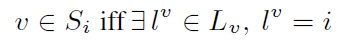 v ∈ S_i iff ∃ l^v ∈ L_v, l^v = i